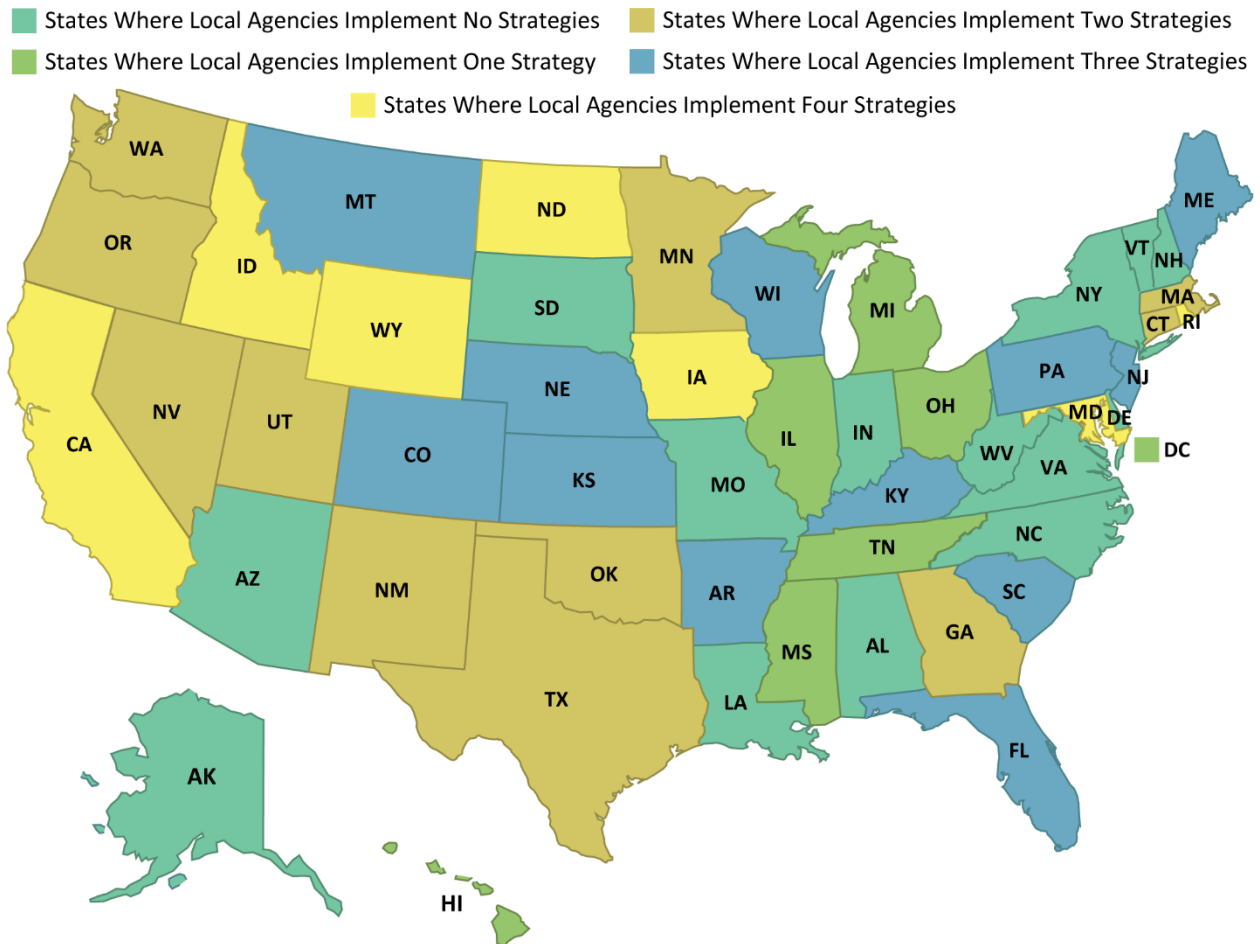 States Where Local Agencies Implement No Strategies
States Where Local Agencies Implement Two Strategies
States Where Local Agencies Implement One Strategy
States Where Local Agencies Implement Three Strategies
States Where Local Agencies Implement Four Strategies
WA
MT
ND
MN
ME
OR
ID
WY
SD
WI
MI
NY
VT
NH
MA
CT
RI
NV
UT
CA
NE
IA
IL
IN
OH
PA
NJ
MD
DE
DC
CO
KS
MO
WV
VA
KY
AZ
NM
OK
AR
TN
NC
SC
TX
LA
MS
AL
GA
FL
AK
HI